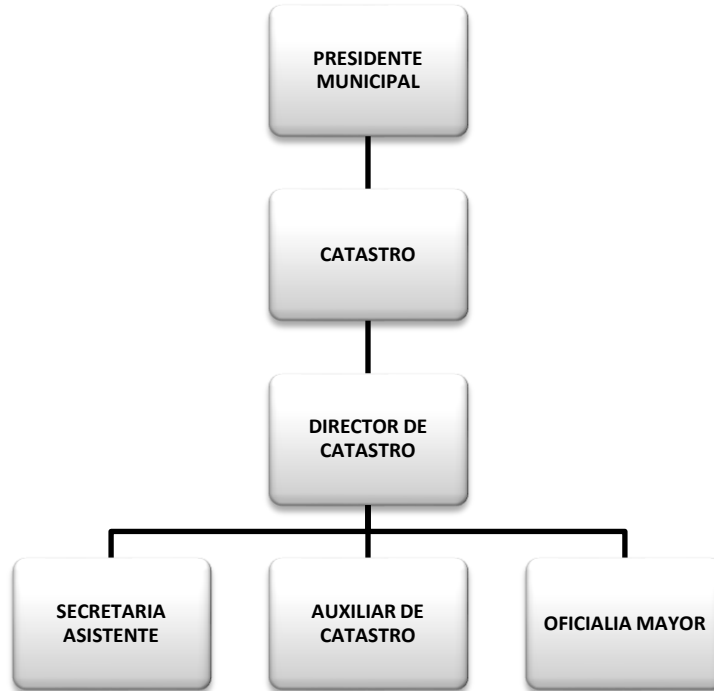 PRESIDENTE
MUNICIPAL
CATASTRO
DIRECTOR DE
CATASTRO
SECRETARIA
ASISTENTE
AUXILIAR DE
CATASTRO
OFICIALIA MAYOR